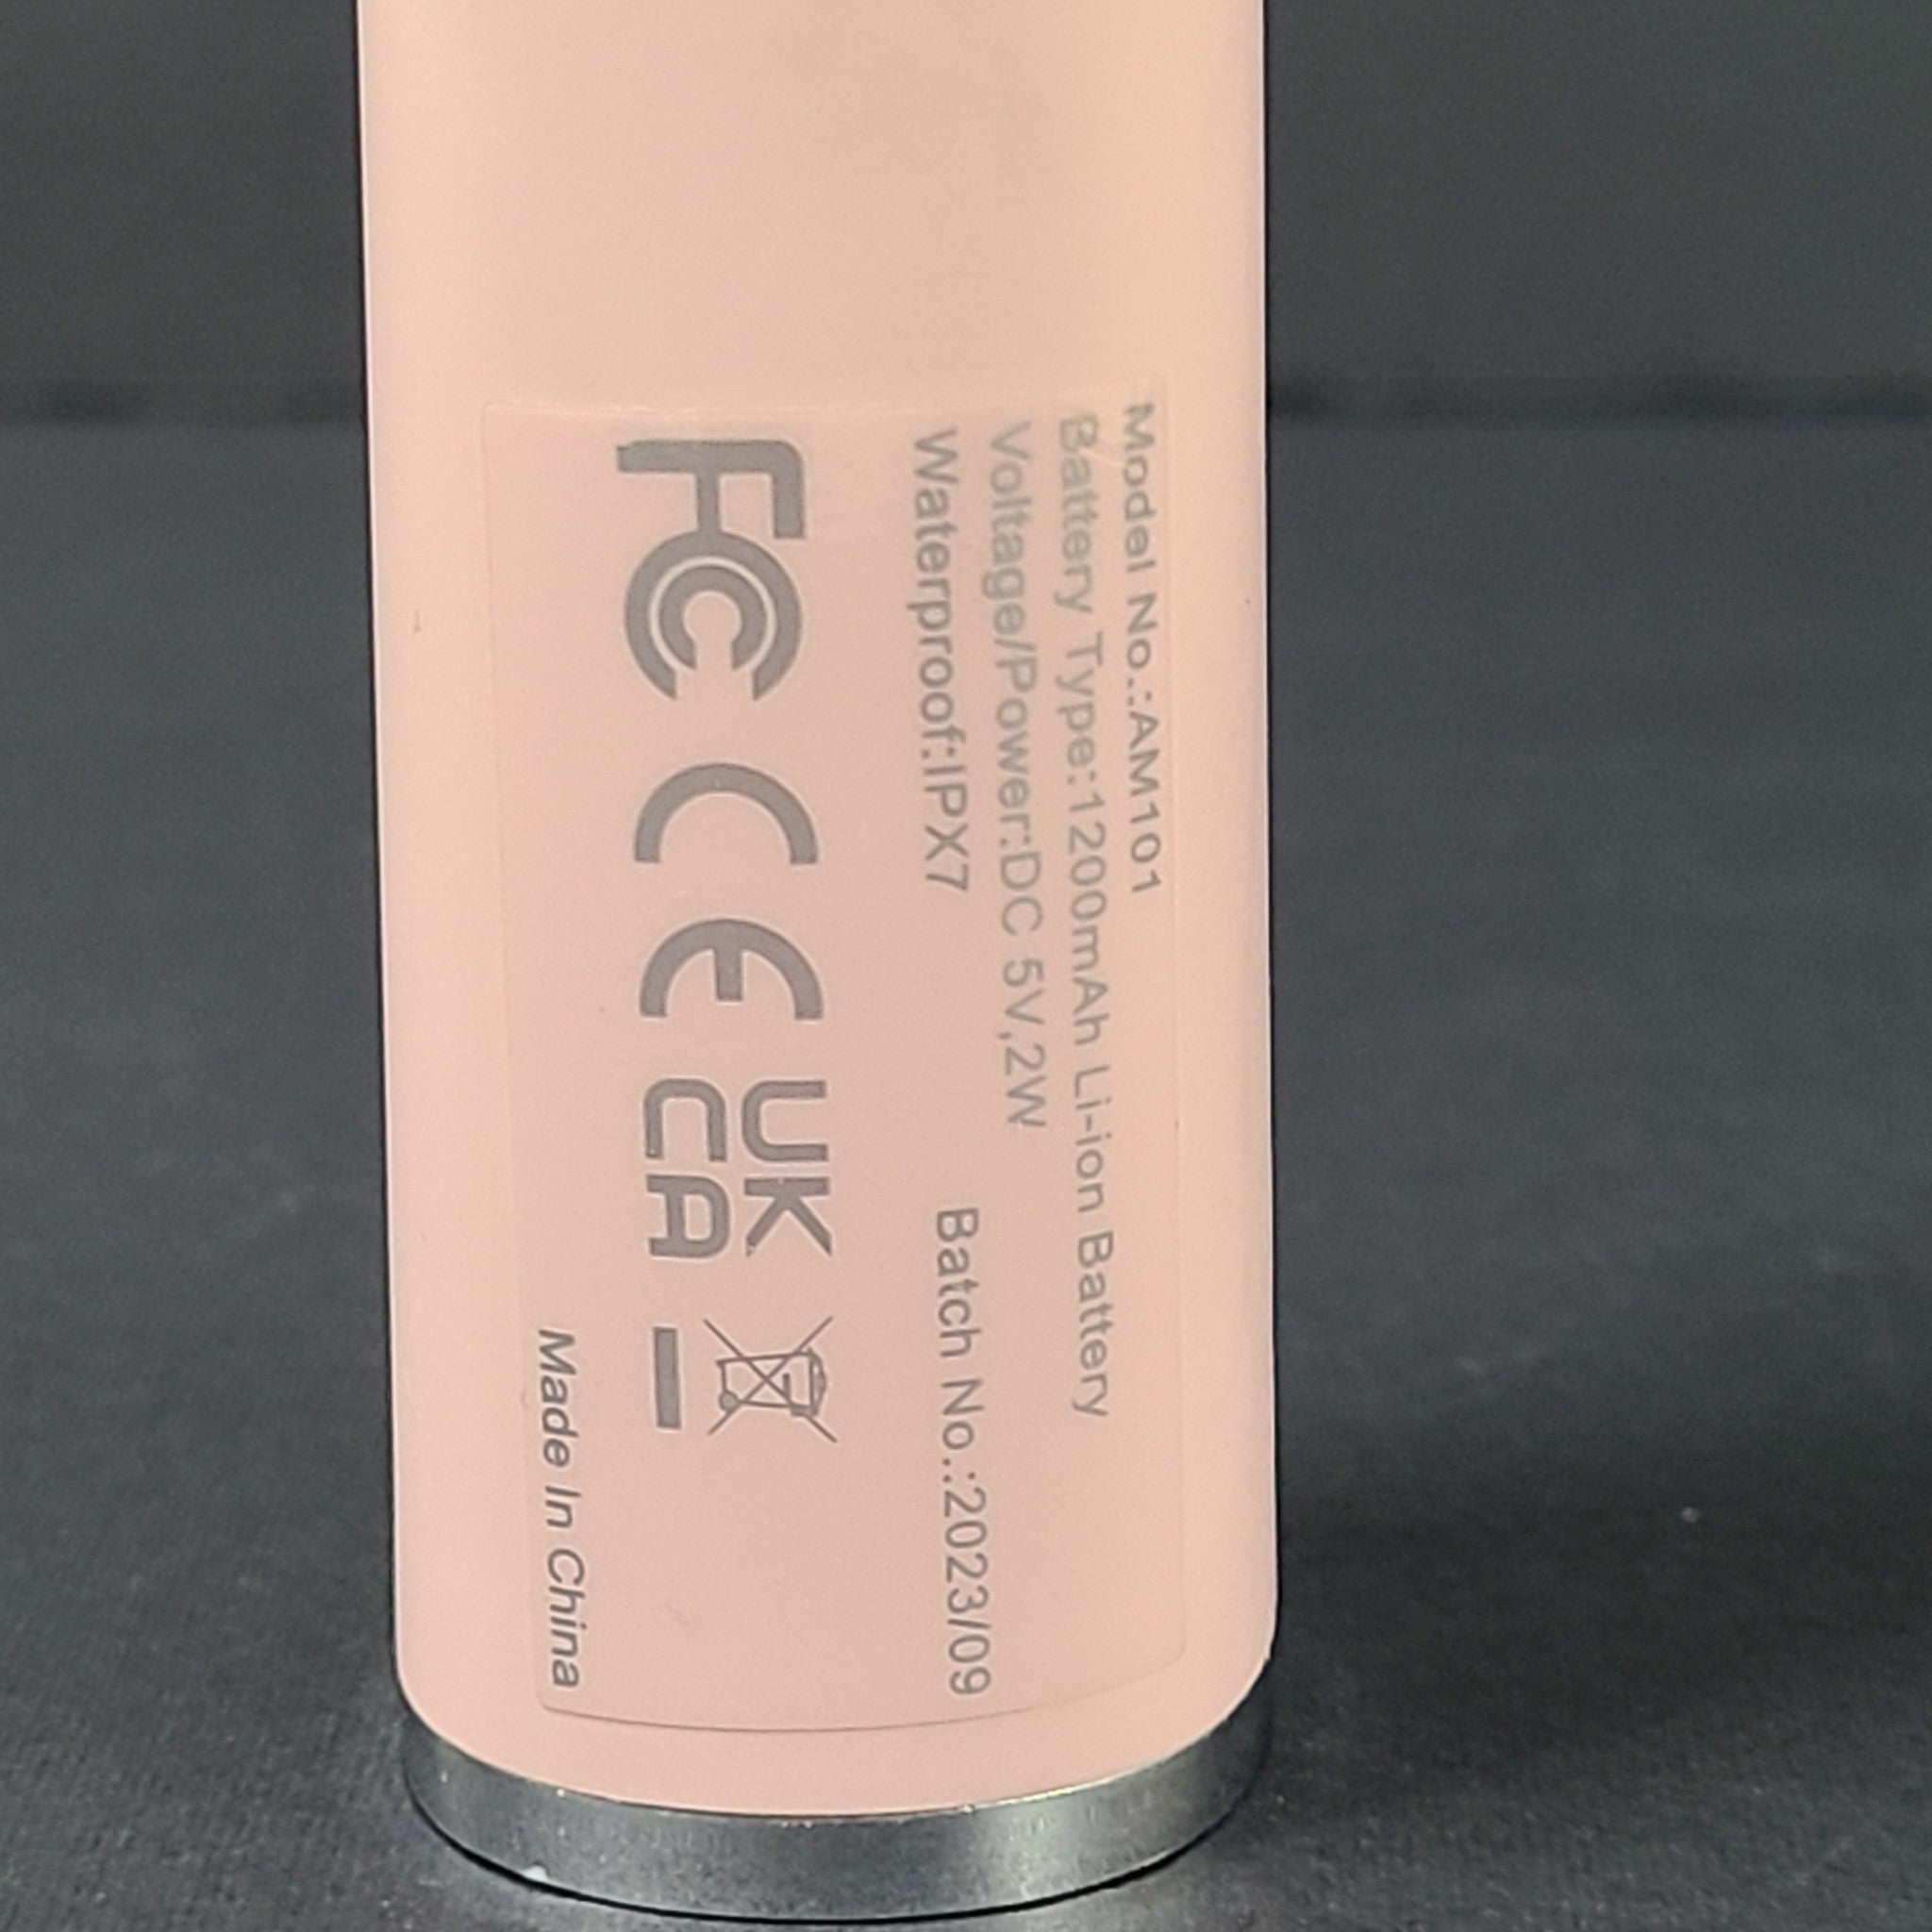 Model No.:AM101
Battery Type:1200mAh Li-ion Battery
Voltage/Power:DC 5V,2W
Waterproof:IPX7 Batch No.:2023/09
FC CE UK
CA
Made In China